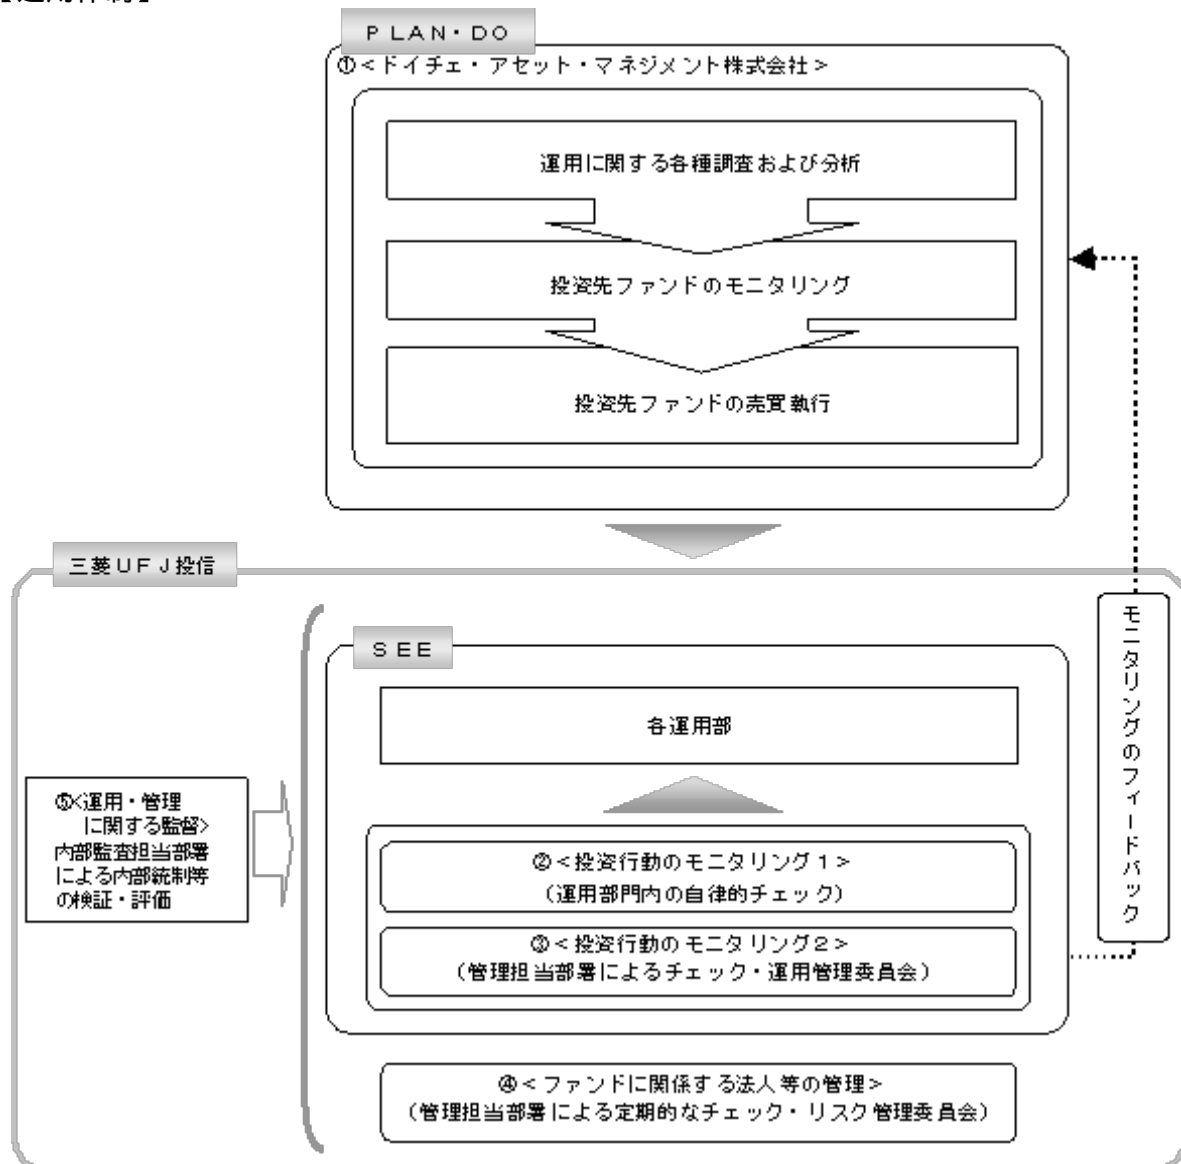 【運用体制】
ＰＬＡＮ・ＤＯ
①＜ドイチェ・アセット・マネジメント株式会社＞
運用に関する各種調査および分析
投資先ファンドのモニタリング
投資先ファンドの売買執行
三菱ＵＦＪ投信
ＳＥＥ
各運用部
②＜投資行動のモニタリング１＞
（運用部門内の自律的チェック）
③＜投資行動のモニタリング２＞
（管理担当部署によるチェック・運用管理委員会）
④＜ファンドに関係する法人等の管理＞
（管理担当部署による定期的なチェック・リスク管理委員会）
⑤＜運用・管理
に関する監督＞
内部監査担当部署
による内部統制等
の検証・評価
モニタリングのフィードバック